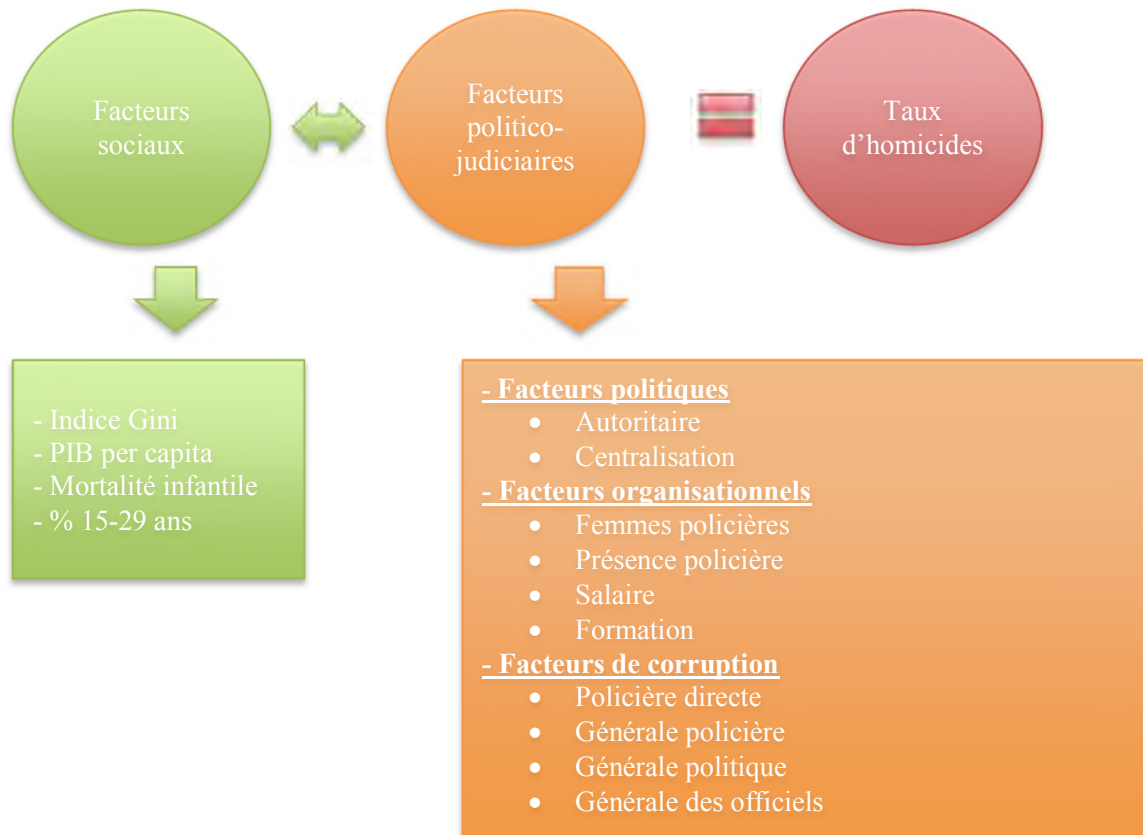 Facteurs
sociaux
Facteurs
politico-
judiciaires
Taux
d’homicides
- Indice Gini
- PIB per capita
- Mortalité infantile
- % 15-29 ans
- Facteurs politiques
• Autoritaire
• Centralisation
- Facteurs organisationnels
• Femmes policières
• Présence policière
• Salaire
• Formation
- Facteurs de corruption
• Policière directe
• Générale policière
• Générale politique
• Générale des officiels